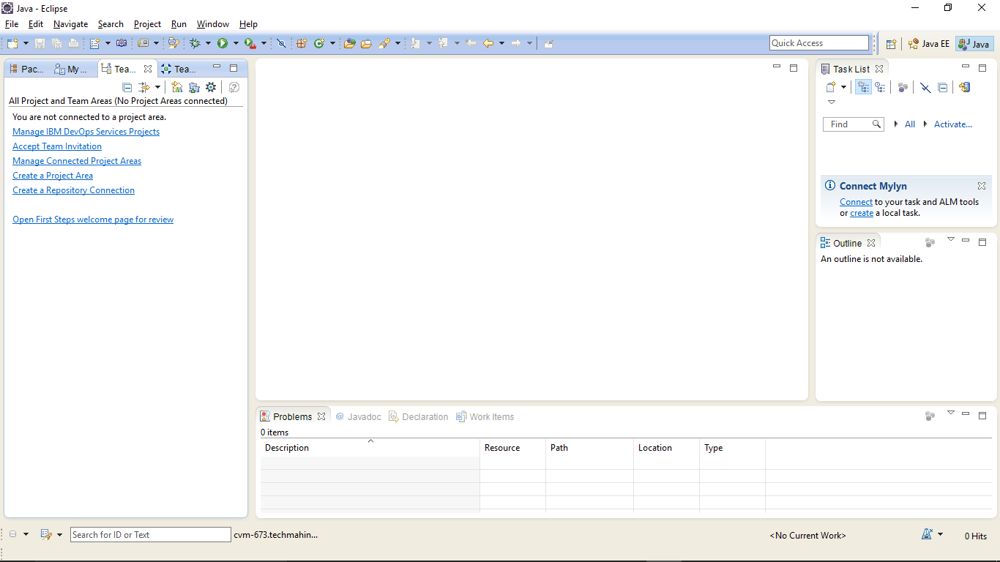 Java - Eclipse
File Edit Navigate Search Project Run Window Help
Quick Access
Java EE
Java
Pac...
My ...
Tea...
Tea...
All Project and Team Areas (No Project Areas connected)
You are not connected to a project area.
Manage IBM DevOps Services Projects
Accept Team Invitation
Manage Connected Project Areas
Create a Project Area
Create a Repository Connection
Open First Steps welcome page for review
Task List
Find
All
Activate...
Connect Mylyn
Connect to your task and ALM tools
or create a local task.
Outline
An outline is not available.
Problems
@ Javadoc
Declaration
Work Items
0 items
Description Resource Path Location Type
Search for ID or Text
cvm-673.techmahin...
<No Current Work>
0 Hits